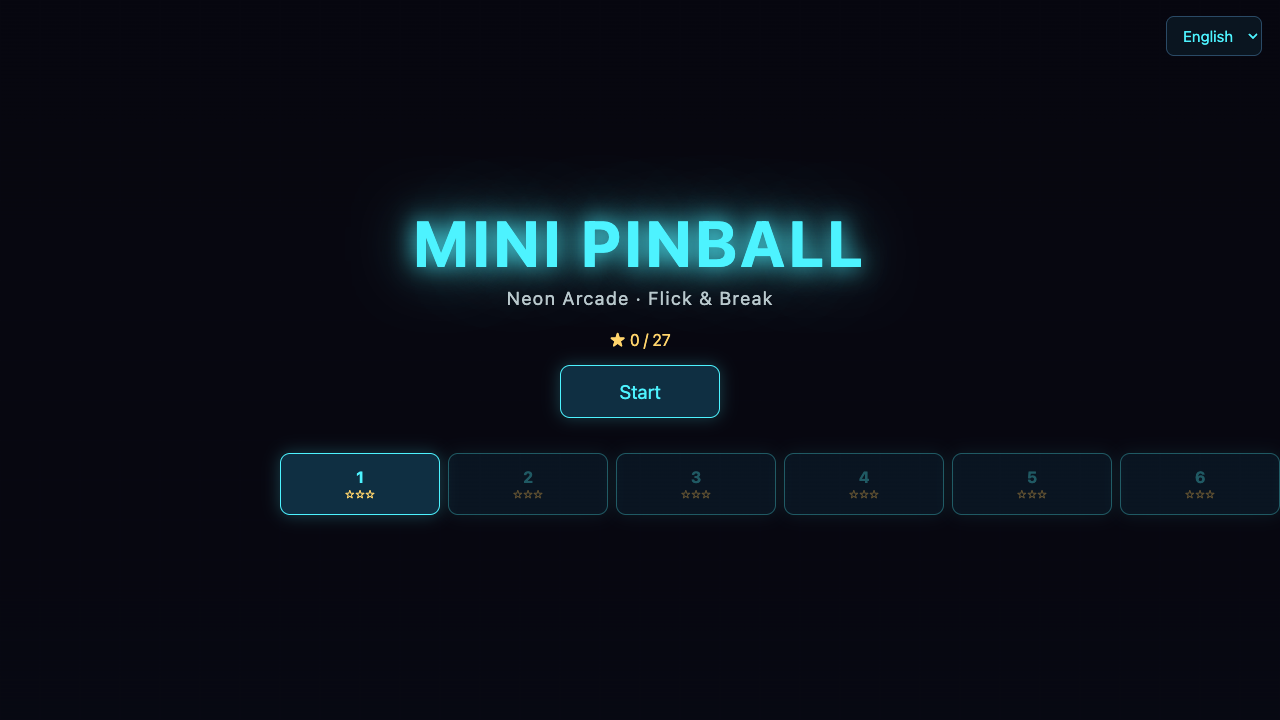 English
MINI PINBALL
Neon Arcade · Flick & Break
★ 0 / 27
Start
1 2 3 4 5 6
☆☆☆ ☆☆☆ ☆☆☆ ☆☆☆ ☆☆☆ ☆☆☆